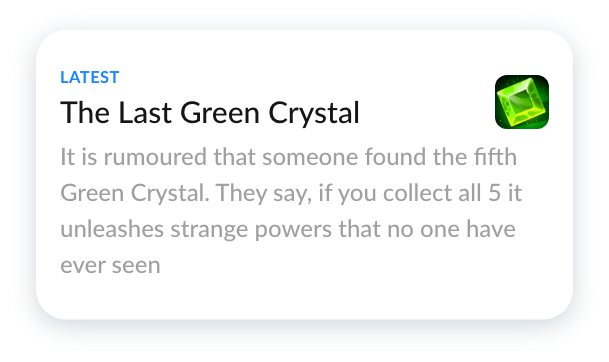 LATEST
The Last Green Crystal
It is rumoured that someone found the fifth
Green Crystal. They say, if you collect all 5 it
unleashes strange powers that no one have
ever seen